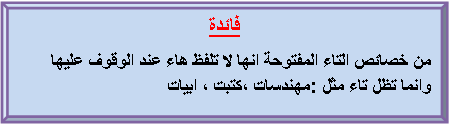 فائدة
من خصائص التاء المفتوحة انها لا تلفظ هاء عند الوقوف عليها
وانما تظل تاء مثل :مهندسات ،كتبت ، ابيات